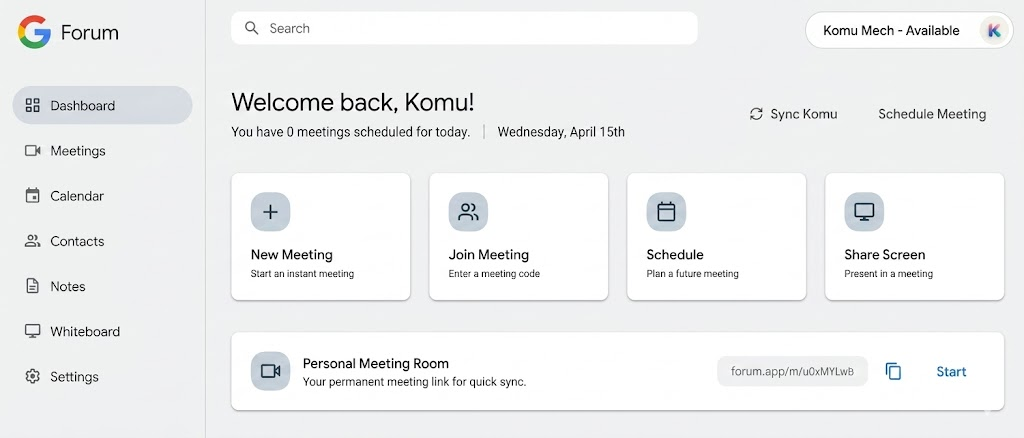 Forum
Search
Komu Mech - Available
Dashboard
Meetings
Calendar
Contacts
Notes
Whiteboard
Settings
Welcome back, Komu!
You have 0 meetings scheduled for today. | Wednesday, April 15th
Sync Komu
Schedule Meeting
New Meeting
Start an instant meeting
Join Meeting
Enter a meeting code
Schedule
Plan a future meeting
Share Screen
Present in a meeting
Personal Meeting Room
Your permanent meeting link for quick sync.
forum.app/m/u0xMYLwB
Start